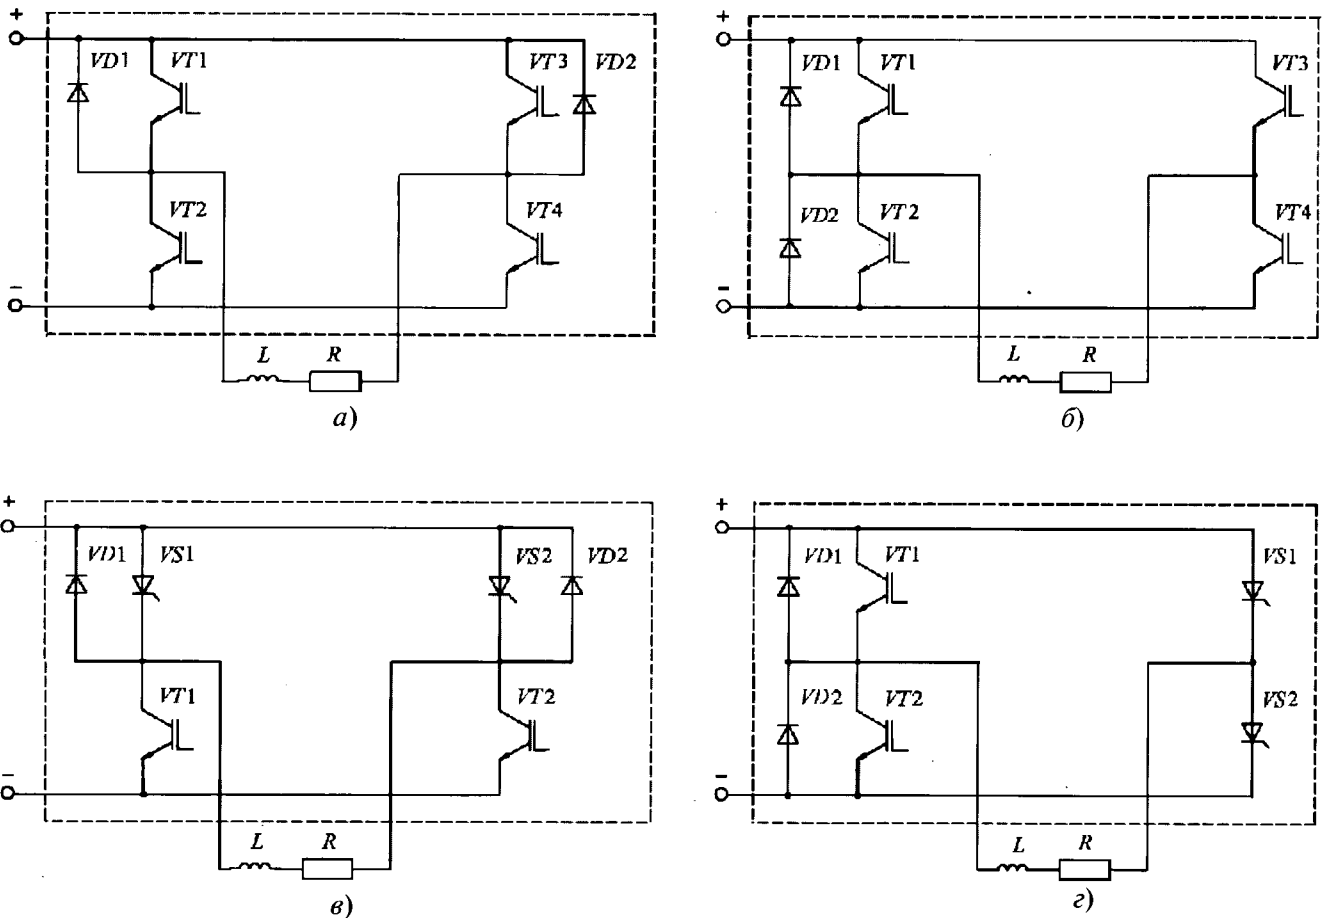 +
VD1 VT1 VT3 VD2
VT2 VT4
−
L R
а)
+
VD1 VT1 VT3
VD2 VT2 VT4
−
L R
б)
+
VD1 VS1 VS2 VD2
VT1 VT2
−
L R
в)
+
VD1 VT1 VS1
VD2 VT2 VS2
−
L R
г)